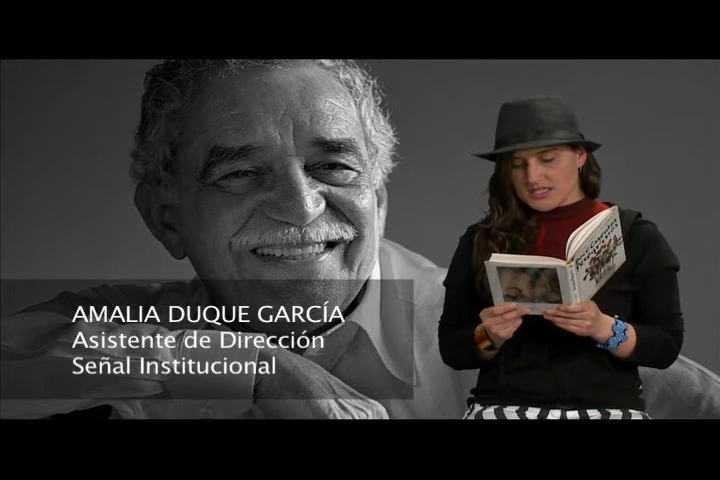 AMALIA DUQUE GARCÍA
Asistente de Dirección
Señal Institucional